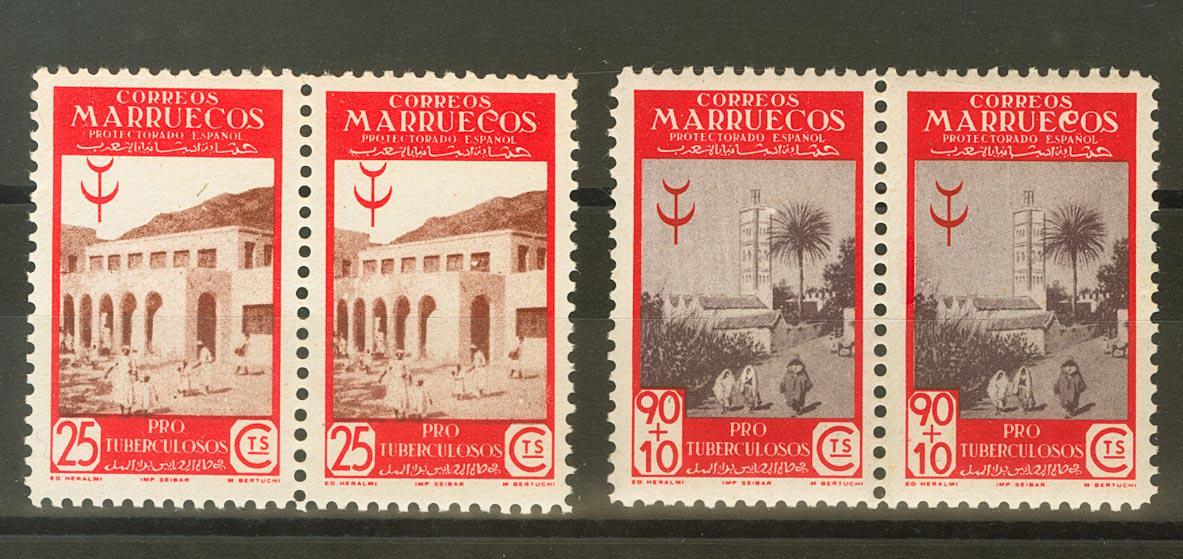 CORREOS
MARRUECOS
PROTECTORADO ESPAÑOL
25
PRO
TUBERCULOSOS
CTS
ED. HERALMI IMP SEIBAR M BERTUCHI
CORREOS
MARRUECOS
PROTECTORADO ESPAÑOL
25
PRO
TUBERCULOSOS
CTS
ED. HERALMI IMP SEIBAR M BERTUCHI
CORREOS
MARRUECOS
PROTECTORADO ESPAÑOL
90
+
10
PRO
TUBERCULOSOS
CTS
ED. HERALMI IMP SEIBAR M BERTUCHI
CORREOS
MARRUECOS
PROTECTORADO ESPAÑOL
90
+
10
PRO
TUBERCULOSOS
CTS
ED. HERALMI IMP SEIBAR M BERTUCHI